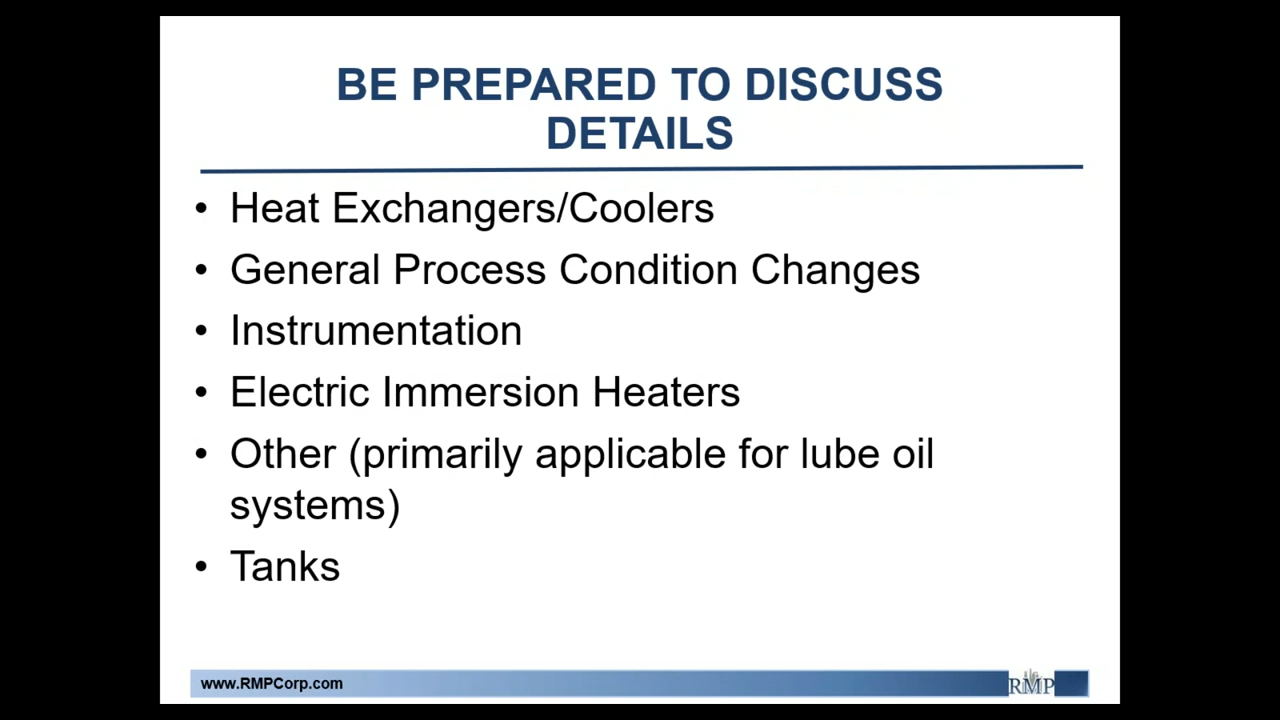 BE PREPARED TO DISCUSS
DETAILS
• Heat Exchangers/Coolers
• General Process Condition Changes
• Instrumentation
• Electric Immersion Heaters
• Other (primarily applicable for lube oil
systems)
• Tanks
www.RMPCorp.com
RMP